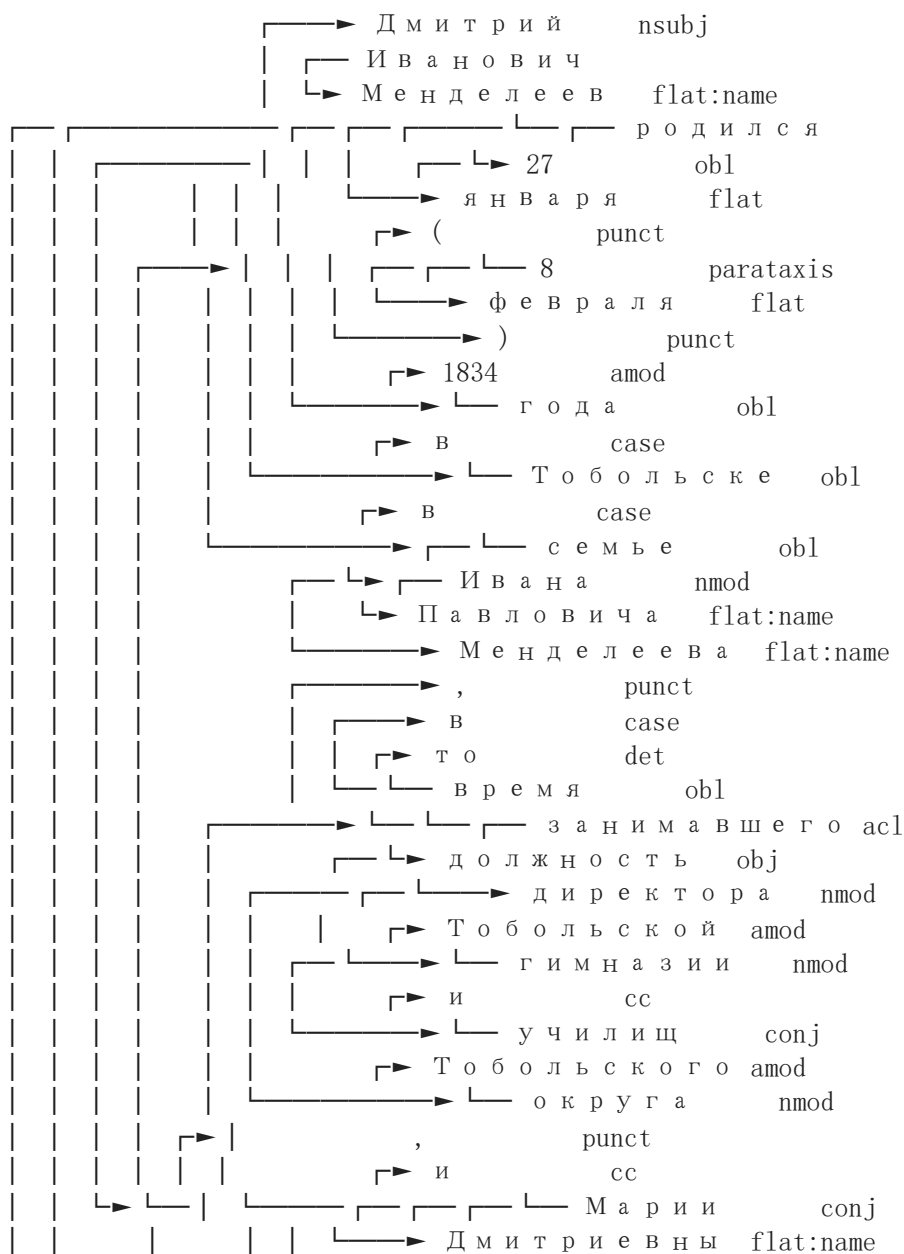 Дмитрий nsubj
Иванович
Менделеев flat:name
родился
27 obl
января flat
( punct
8 parataxis
февраля flat
) punct
1834 amod
года obl
в case
Тобольске obl
в case
семье obl
Ивана nmod
Павловича flat:name
Менделеева flat:name
, punct
в case
то det
время obl
занимавшего acl
должность obj
директора nmod
Тобольской amod
гимназии nmod
и cc
училищ conj
Тобольского amod
округа nmod
, punct
и cc
Марии conj
Дмитриевны flat:name